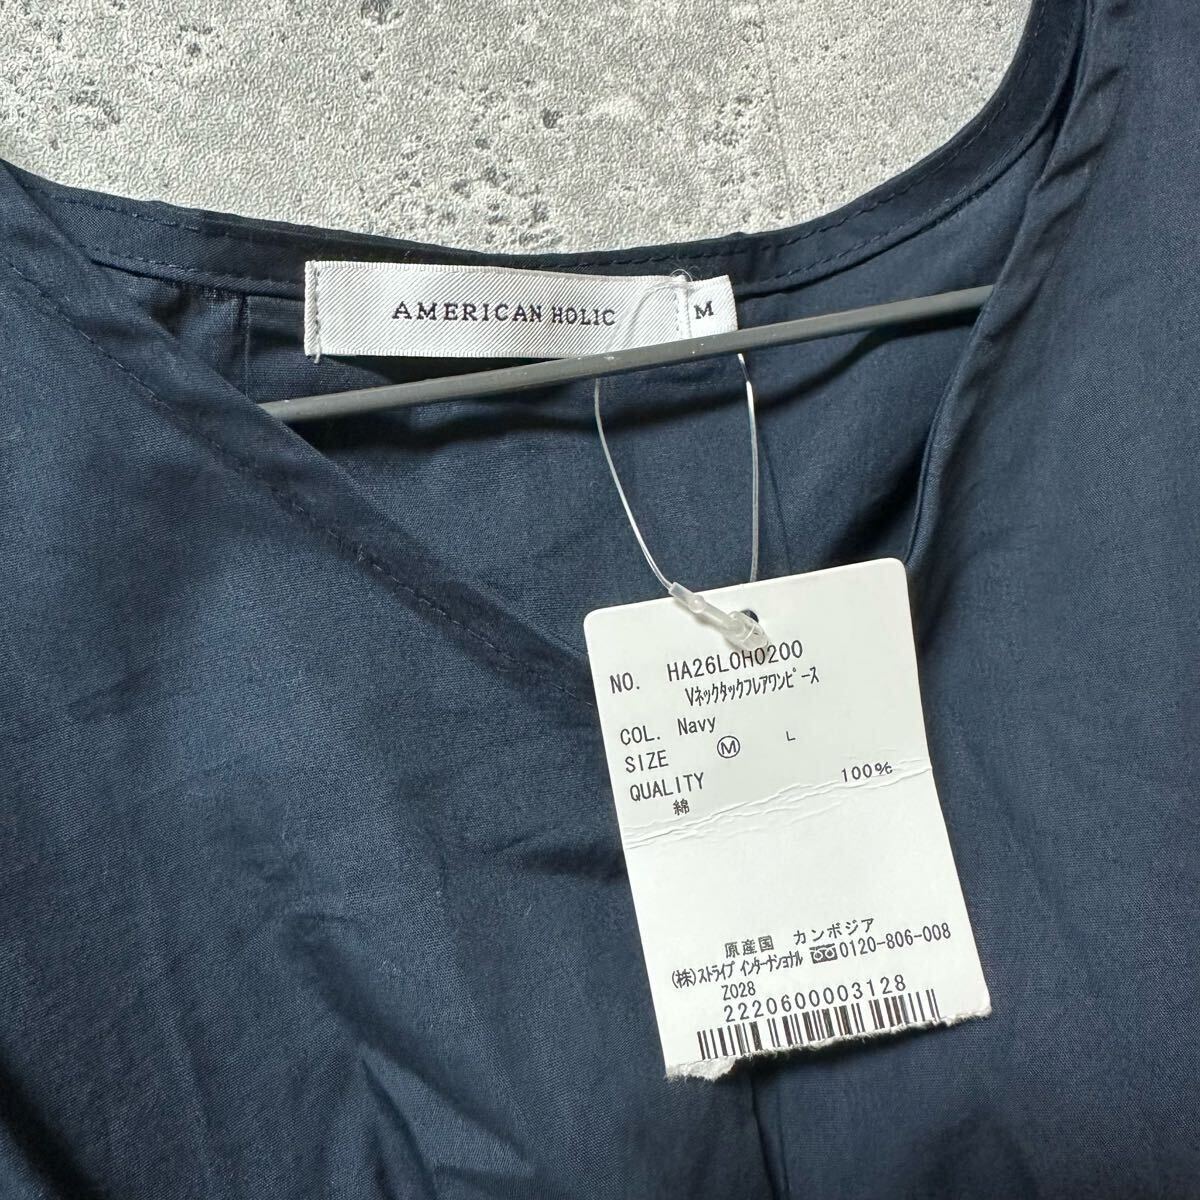 AMERICAN HOLIC
M
NO. HA26L0H0200
Vネックタックフレアワンピース
COL. Navy
SIZE Ⓜ L
QUALITY
綿 100%
原産国 カンボジア
(株)ストライプ インターナショナル 0120-806-008
Z028
2220600003128